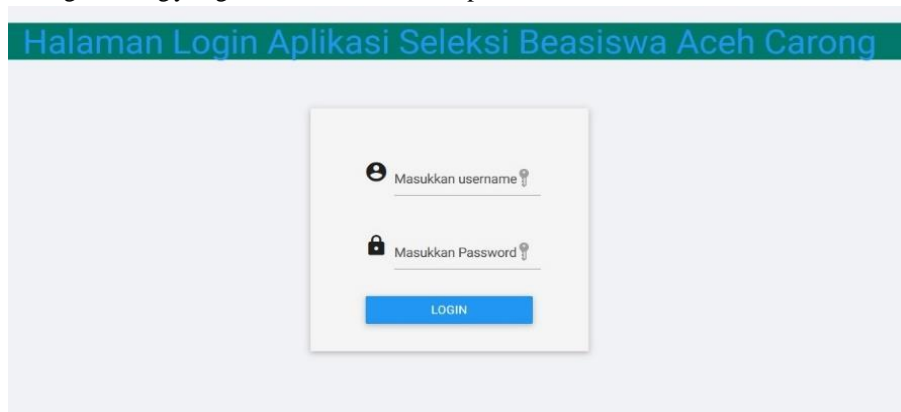 Halaman Login Aplikasi Seleksi Beasiswa Aceh Carong
Masukkan username
Masukkan Password
LOGIN